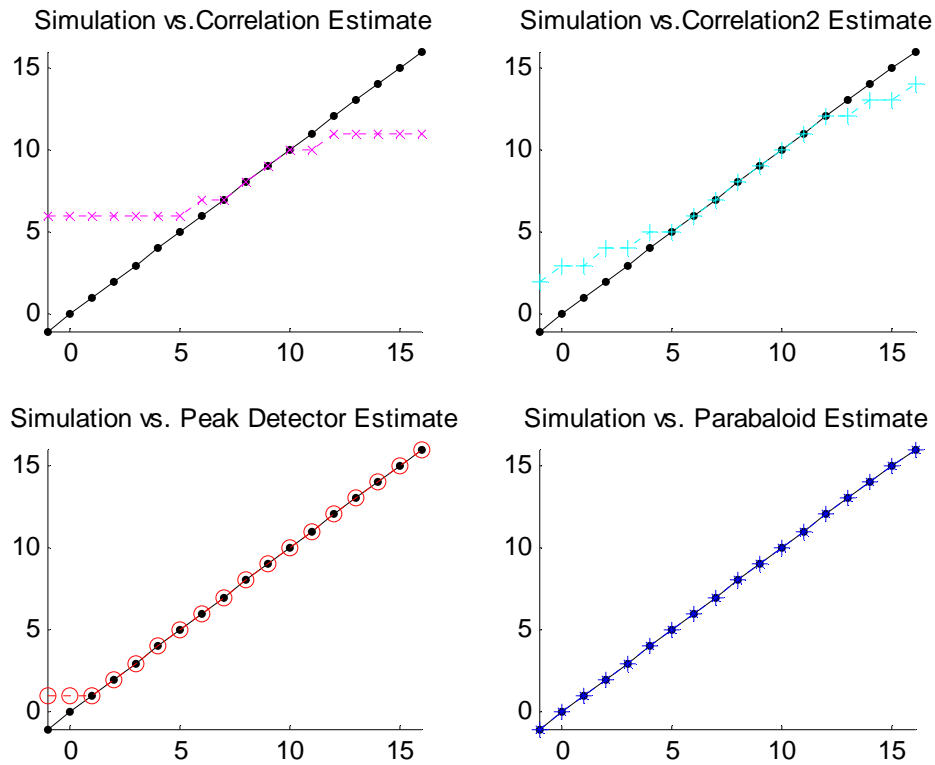 Simulation vs.Correlation Estimate
15
10
5
0
0 5 10 15
Simulation vs.Correlation2 Estimate
15
10
5
0
0 5 10 15
Simulation vs. Peak Detector Estimate
15
10
5
0
0 5 10 15
Simulation vs. Parabaloid Estimate
15
10
5
0
0 5 10 15